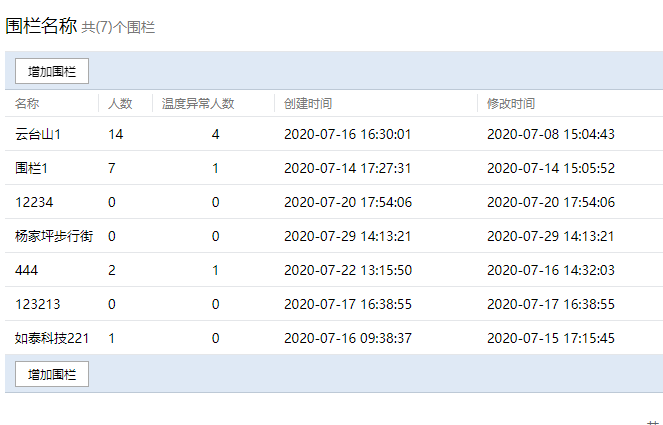 围栏名称 共(7)个围栏
增加围栏
名称 人数 温度异常人数 创建时间 修改时间
云台山1 14 4 2020-07-16 16:30:01 2020-07-08 15:04:43
围栏1 7 1 2020-07-14 17:27:31 2020-07-14 15:05:52
12234 0 0 2020-07-20 17:54:06 2020-07-20 17:54:06
杨家坪步行街 0 0 2020-07-29 14:13:21 2020-07-29 14:13:21
444 2 1 2020-07-22 13:15:50 2020-07-16 14:32:03
123213 0 0 2020-07-17 16:38:55 2020-07-17 16:38:55
如泰科技221 1 0 2020-07-16 09:38:37 2020-07-15 17:15:45
增加围栏